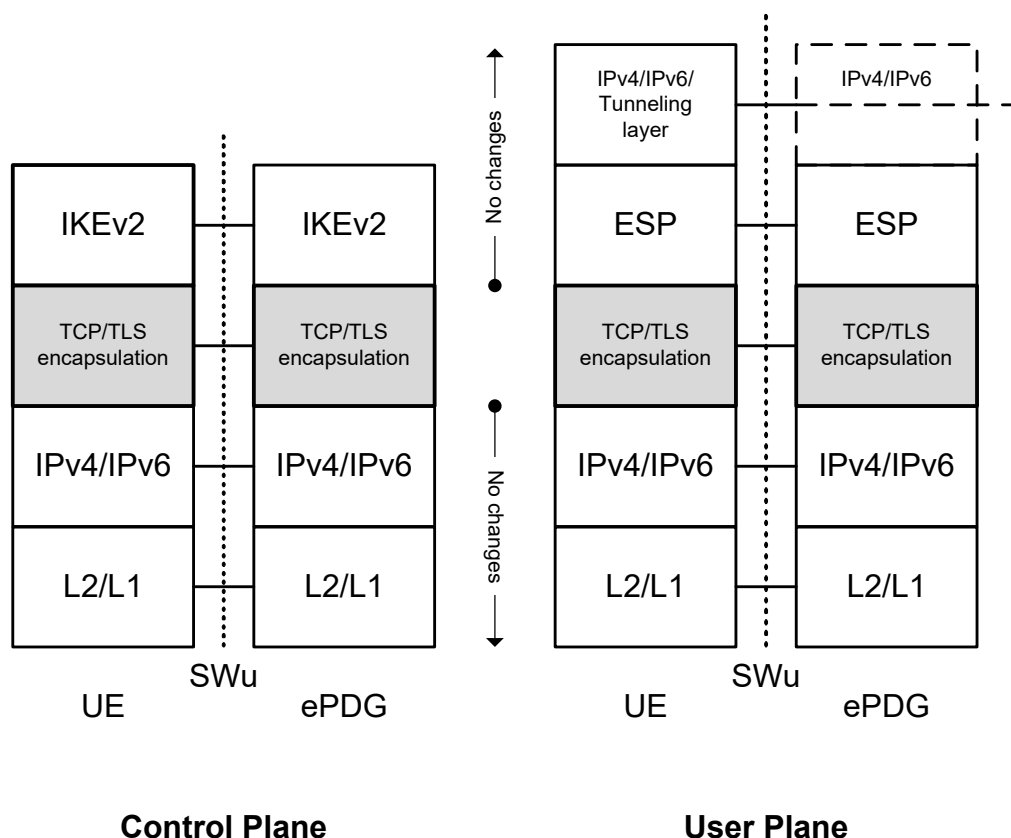 IKEv2
TCP/TLS
encapsulation
IPv4/IPv6
L2/L1
UE
IKEv2
TCP/TLS
encapsulation
IPv4/IPv6
L2/L1
ePDG
SWu
Control Plane
No changes
No changes
IPv4/IPv6/
Tunneling
layer
ESP
TCP/TLS
encapsulation
IPv4/IPv6
L2/L1
UE
IPv4/IPv6
ESP
TCP/TLS
encapsulation
IPv4/IPv6
L2/L1
ePDG
SWu
User Plane